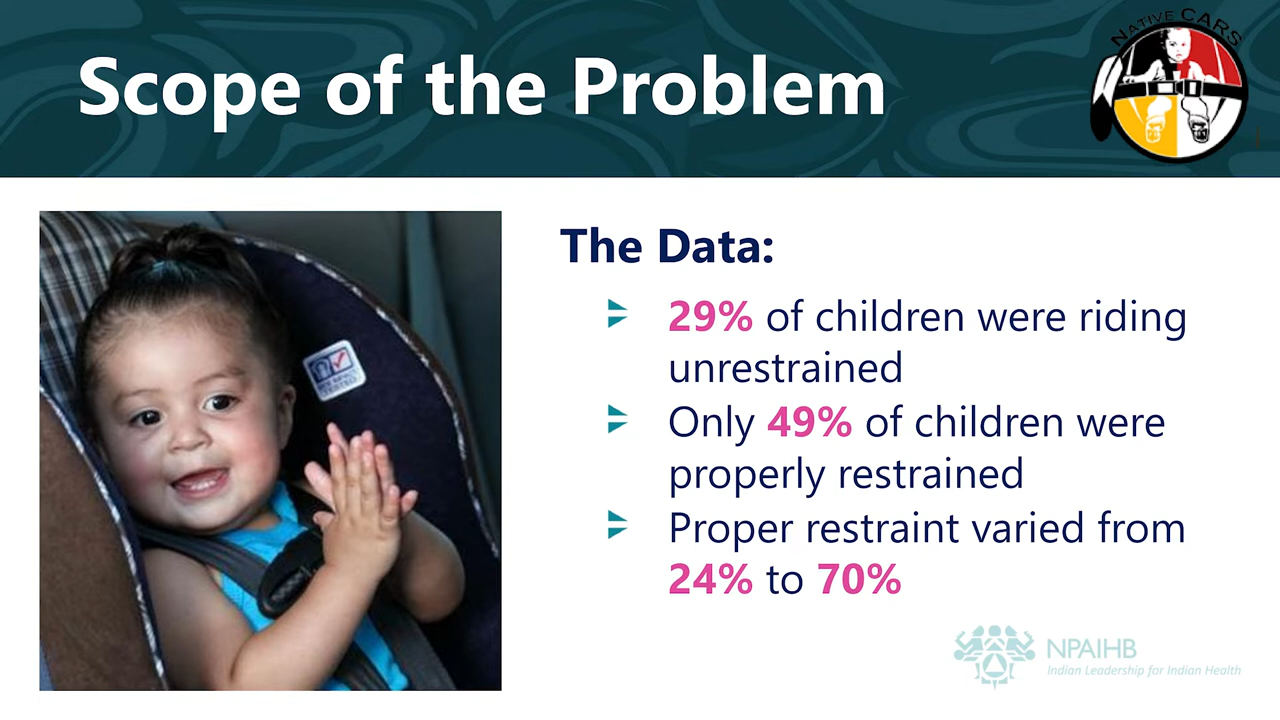 NATIVE CARS
Scope of the Problem
The Data:
29% of children were riding
unrestrained
Only 49% of children were
properly restrained
Proper restraint varied from
24% to 70%
NPAIHB
Indian Leadership for Indian Health